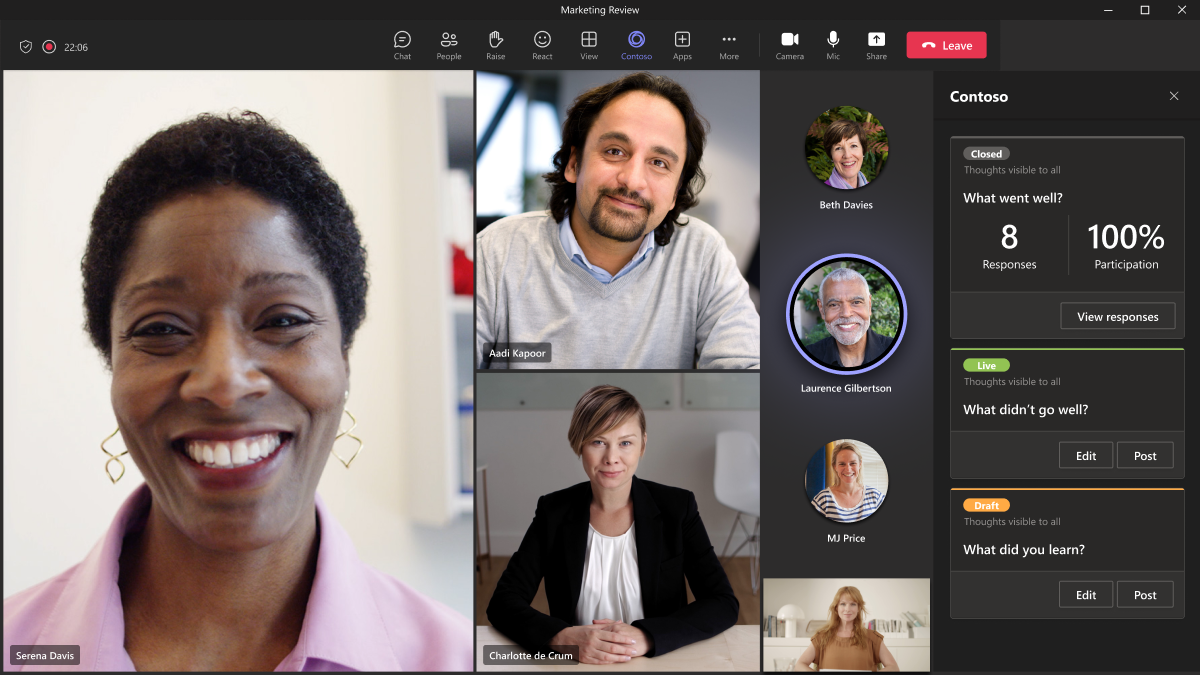 Marketing Review
22:06
Chat
People
Raise
React
View
Contoso
Apps
More
Camera
Mic
Share
Leave
Serena Davis
Aadi Kapoor
Charlotte de Crum
Beth Davies
Laurence Gilbertson
MJ Price
Contoso
Closed
Thoughts visible to all
What went well?
8
Responses
100%
Participation
View responses
Live
Thoughts visible to all
What didn’t go well?
Edit
Post
Draft
Thoughts visible to all
What did you learn?
Edit
Post